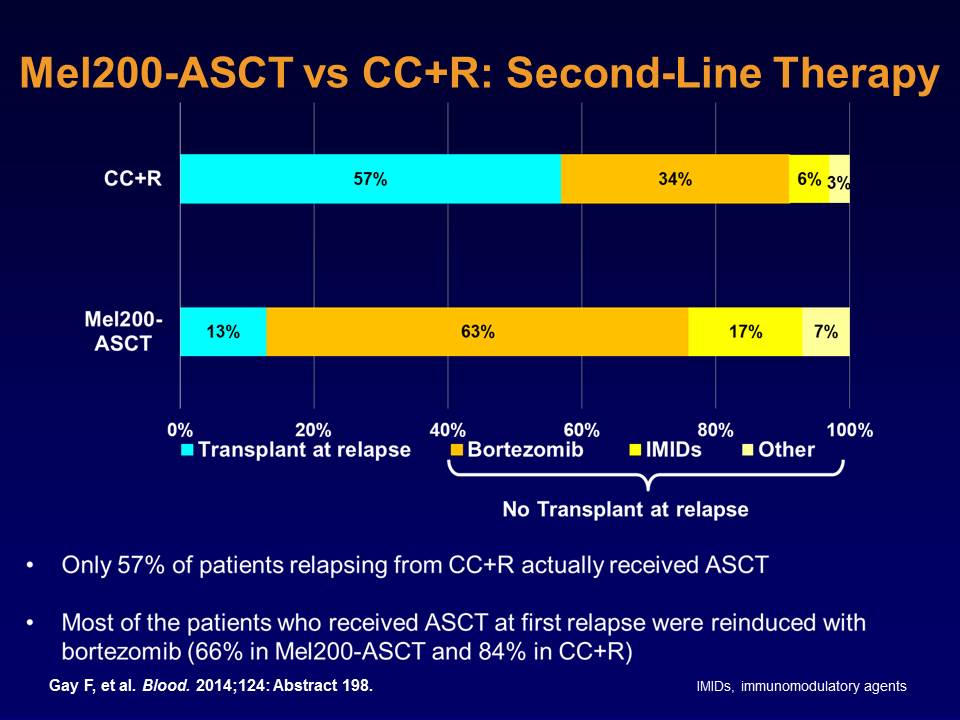 Mel200-ASCT vs CC+R: Second-Line Therapy
CC+R
57%
34%
6%
3%
Mel200-
ASCT
13%
63%
17%
7%
0%
20%
40%
60%
80%
100%
Transplant at relapse
Bortezomib
IMIDs
Other
No Transplant at relapse
• Only 57% of patients relapsing from CC+R actually received ASCT
• Most of the patients who received ASCT at first relapse were reinduced with
bortezomib (66% in Mel200-ASCT and 84% in CC+R)
Gay F, et al. Blood. 2014;124: Abstract 198.
IMIDs, immunomodulatory agents